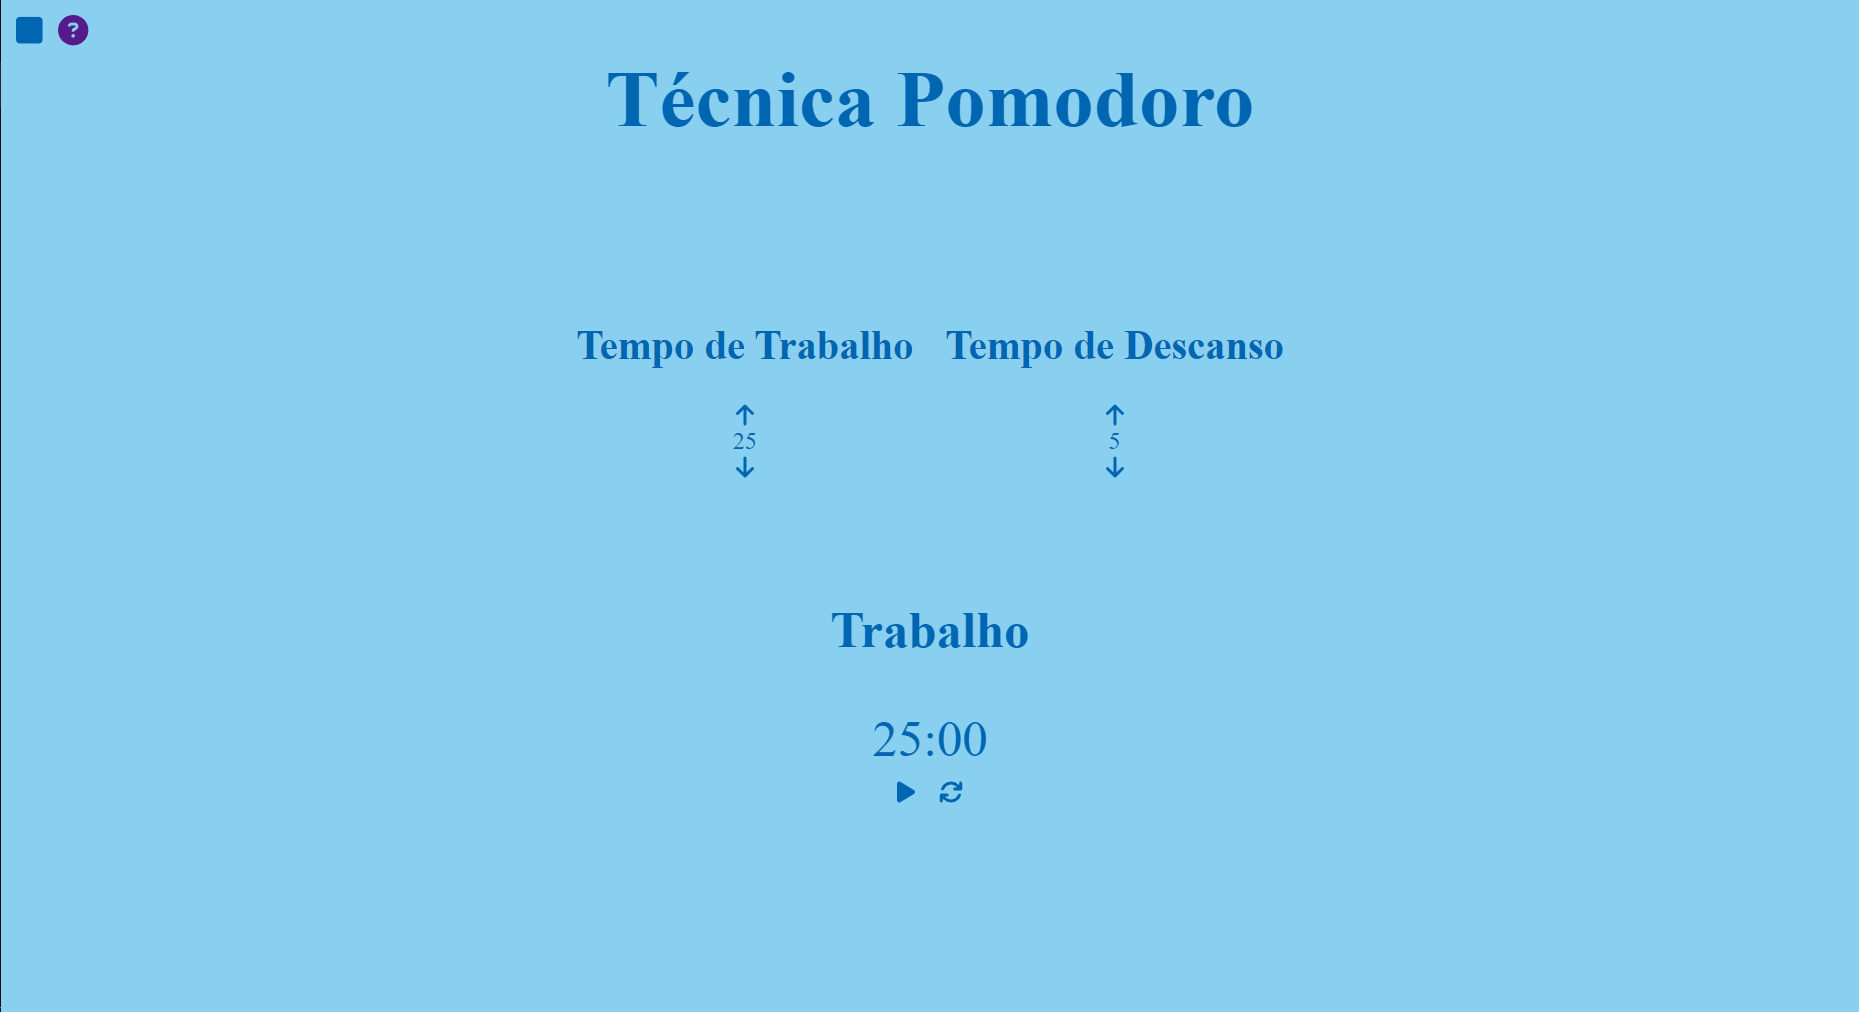 ?
Técnica Pomodoro
Tempo de Trabalho Tempo de Descanso
25 5
Trabalho
25:00